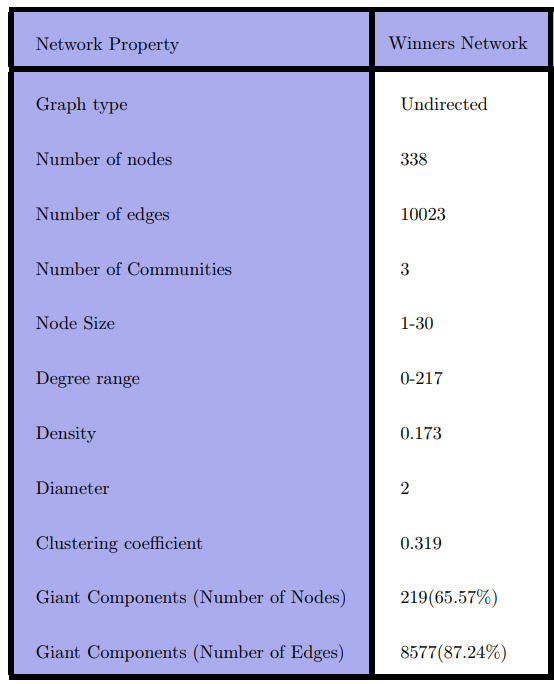 Network Property Winners Network
Graph type Undirected
Number of nodes 338
Number of edges 10023
Number of Communities 3
Node Size 1-30
Degree range 0-217
Density 0.173
Diameter 2
Clustering coefficient 0.319
Giant Components (Number of Nodes) 219(65.57%)
Giant Components (Number of Edges) 8577(87.24%)